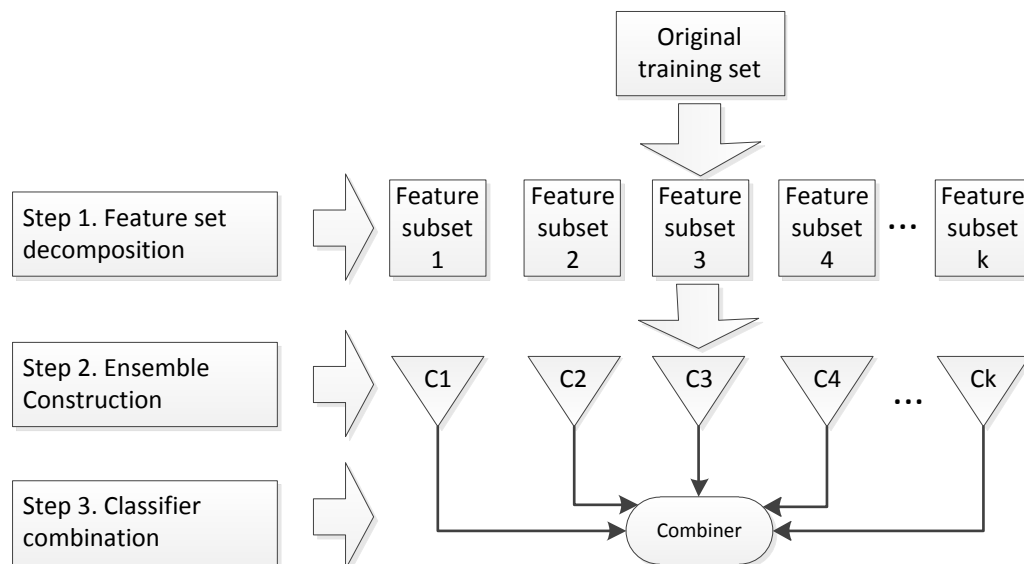 Original
training set
Step 1. Feature set
decomposition
Feature
subset
1
Feature
subset
2
Feature
subset
3
Feature
subset
4
...
Feature
subset
k
Step 2. Ensemble
Construction
C1
C2
C3
C4
...
Ck
Step 3. Classifier
combination
Combiner